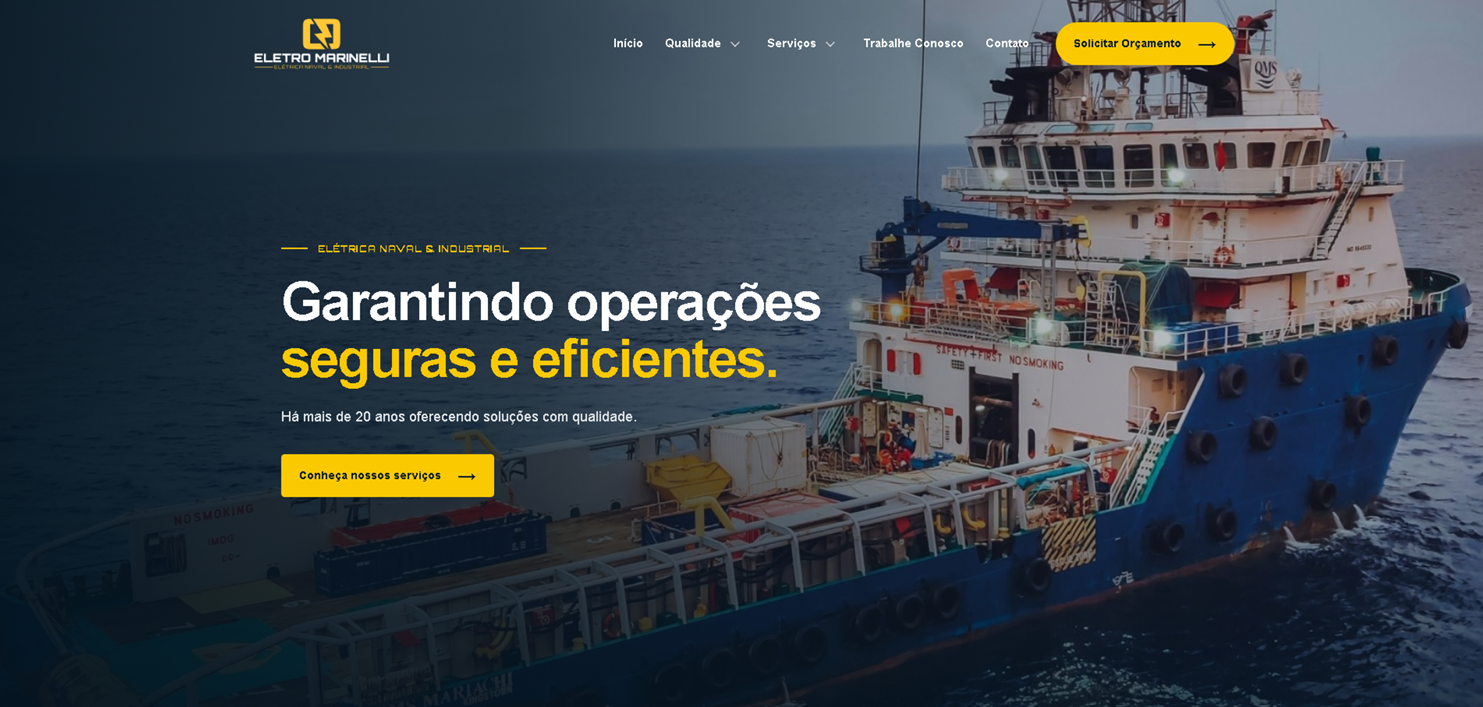 ELETRO MARINELLI
ELÉTRICA NAVAL & INDUSTRIAL
Início Qualidade Serviços Trabalhe Conosco Contato Solicitar Orçamento
QMS
ELÉTRICA NAVAL & INDUSTRIAL
Garantindo operações
seguras e eficientes.
Há mais de 20 anos oferecendo soluções com qualidade.
Conheça nossos serviços
SAFETY FIRST NO SMOKING
NO SMOKING
MARIACHI